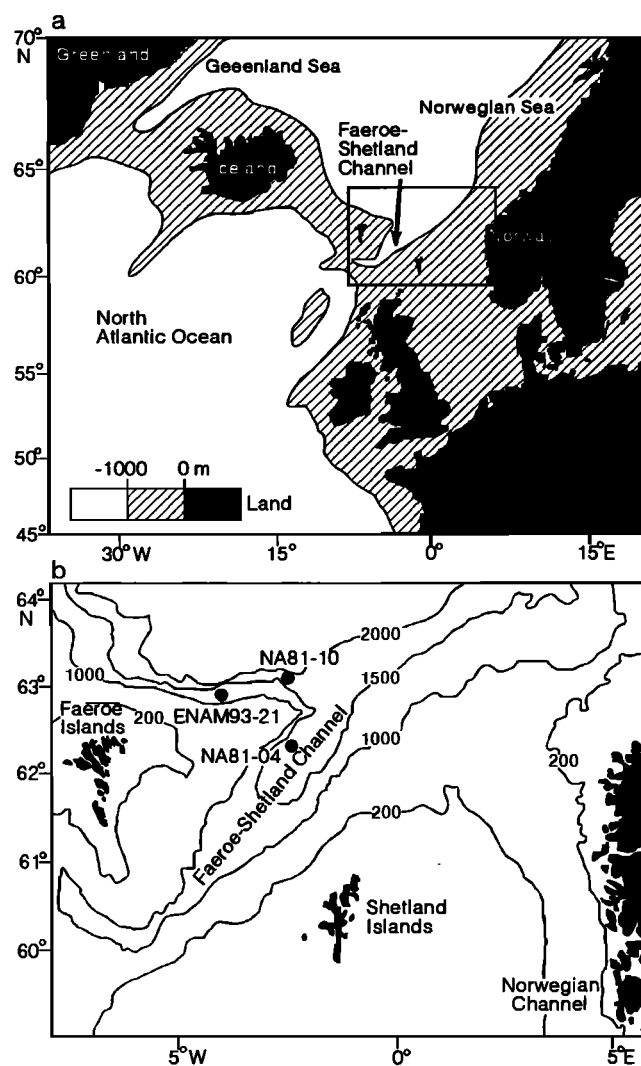 a
70°
N
65°
60°
55°
50°
45°
Greenland
Geeenland Sea
Norwegian Sea
Faeroe-
Shetland
Channel
North
Atlantic Ocean
-1000 0 m
Land
30°W 15° 0° 15°E
b
64°
N
63°
62°
61°
60°
2000
NA81-10
1500
1000
1000
200
ENAM93-21
Faeroe
Islands
NA81-04
200
200
Faeroe-Shetland Channel
Shetland
Islands
Norwegian
Channel
5°W 0° 5°E